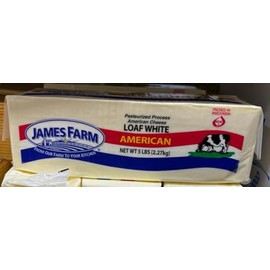 Pasteurized Process
American Cheese
LOAF WHITE
AMERICAN
NET WT 5 LBS (2.27kg)
JAMES FARM
FROM OUR FARM TO YOUR KITCHEN